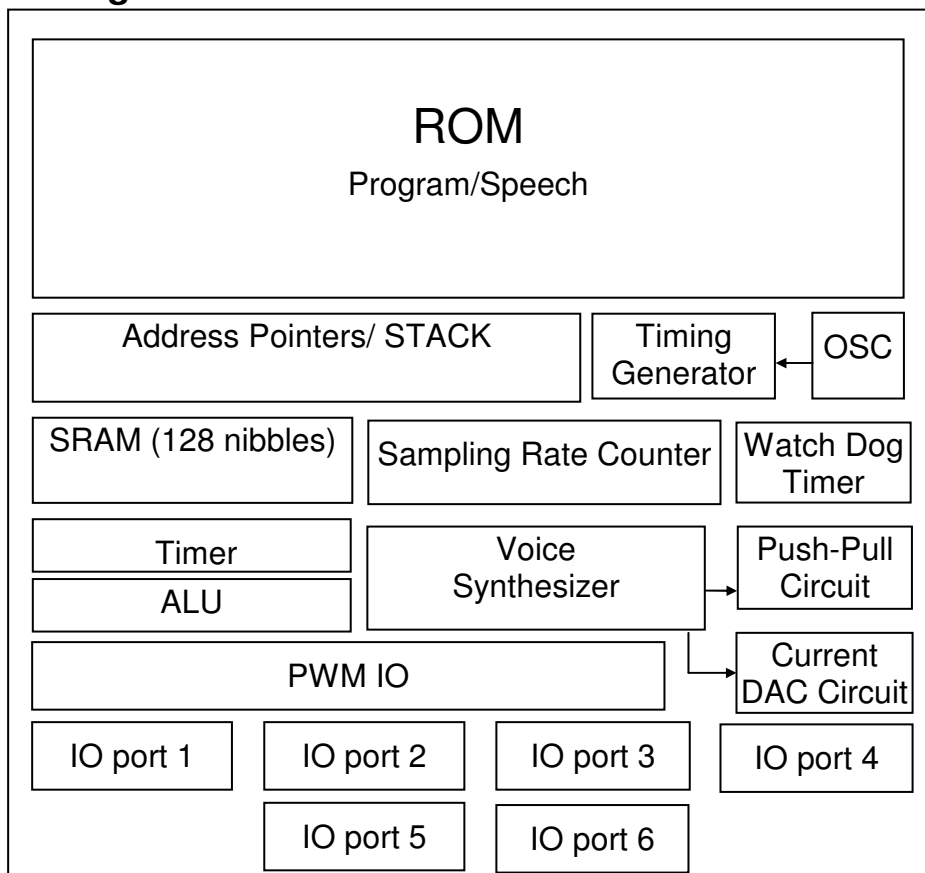 ROM
Program/Speech
Address Pointers/ STACK
Timing
Generator
OSC
SRAM (128 nibbles)
Sampling Rate Counter
Watch Dog
Timer
Timer
ALU
Voice
Synthesizer
Push-Pull
Circuit
PWM IO
Current
DAC Circuit
IO port 1
IO port 2
IO port 3
IO port 4
IO port 5
IO port 6